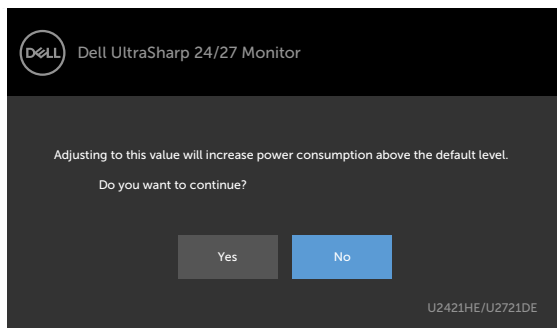 DELL
Dell UltraSharp 24/27 Monitor
Adjusting to this value will increase power consumption above the default level.
Do you want to continue?
Yes
No
U2421HE/U2721DE